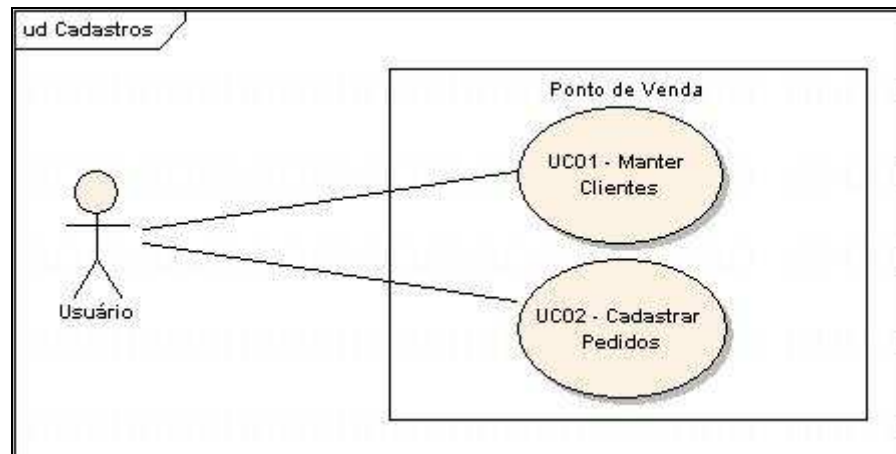 ud Cadastros
Ponto de Venda
UC01 - Manter
Clientes
Usuário
UC02 - Cadastrar
Pedidos